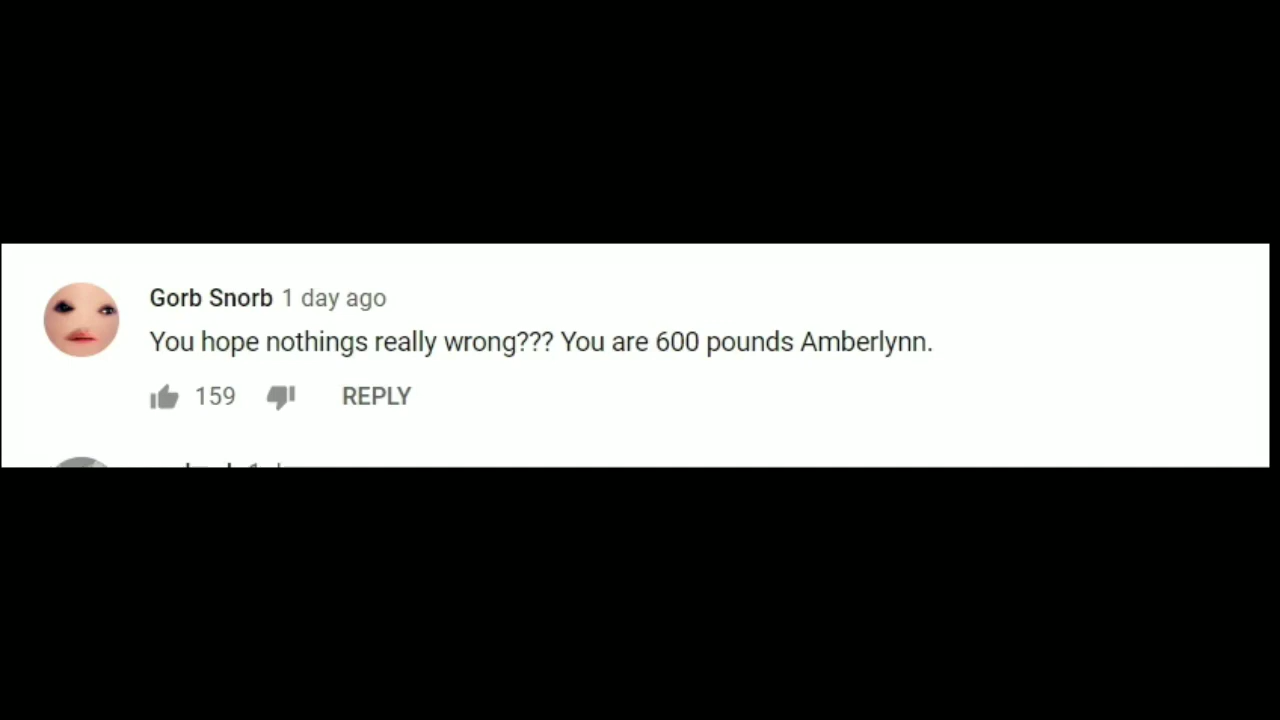 Gorb Snorb 1 day ago
You hope nothings really wrong??? You are 600 pounds Amberlynn.
159 REPLY